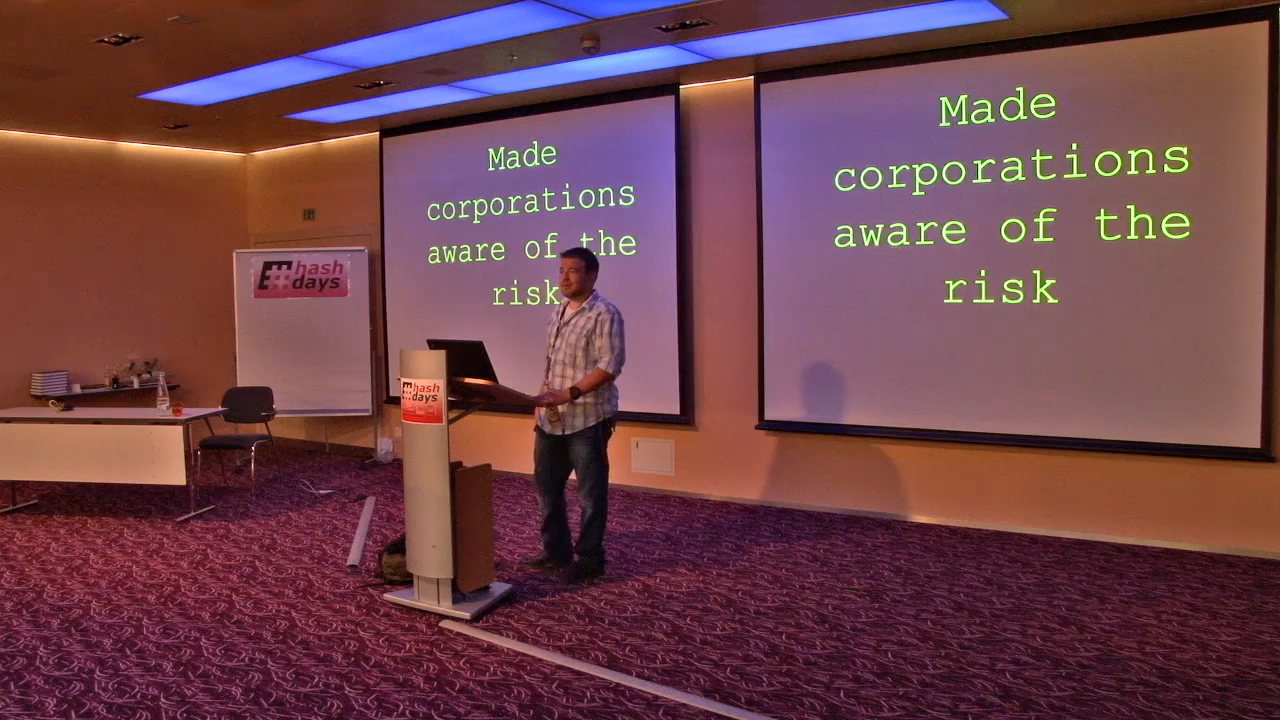 Made
corporations
aware of the
risk
Made
corporations
aware of the
risk
hash
days
hash
days